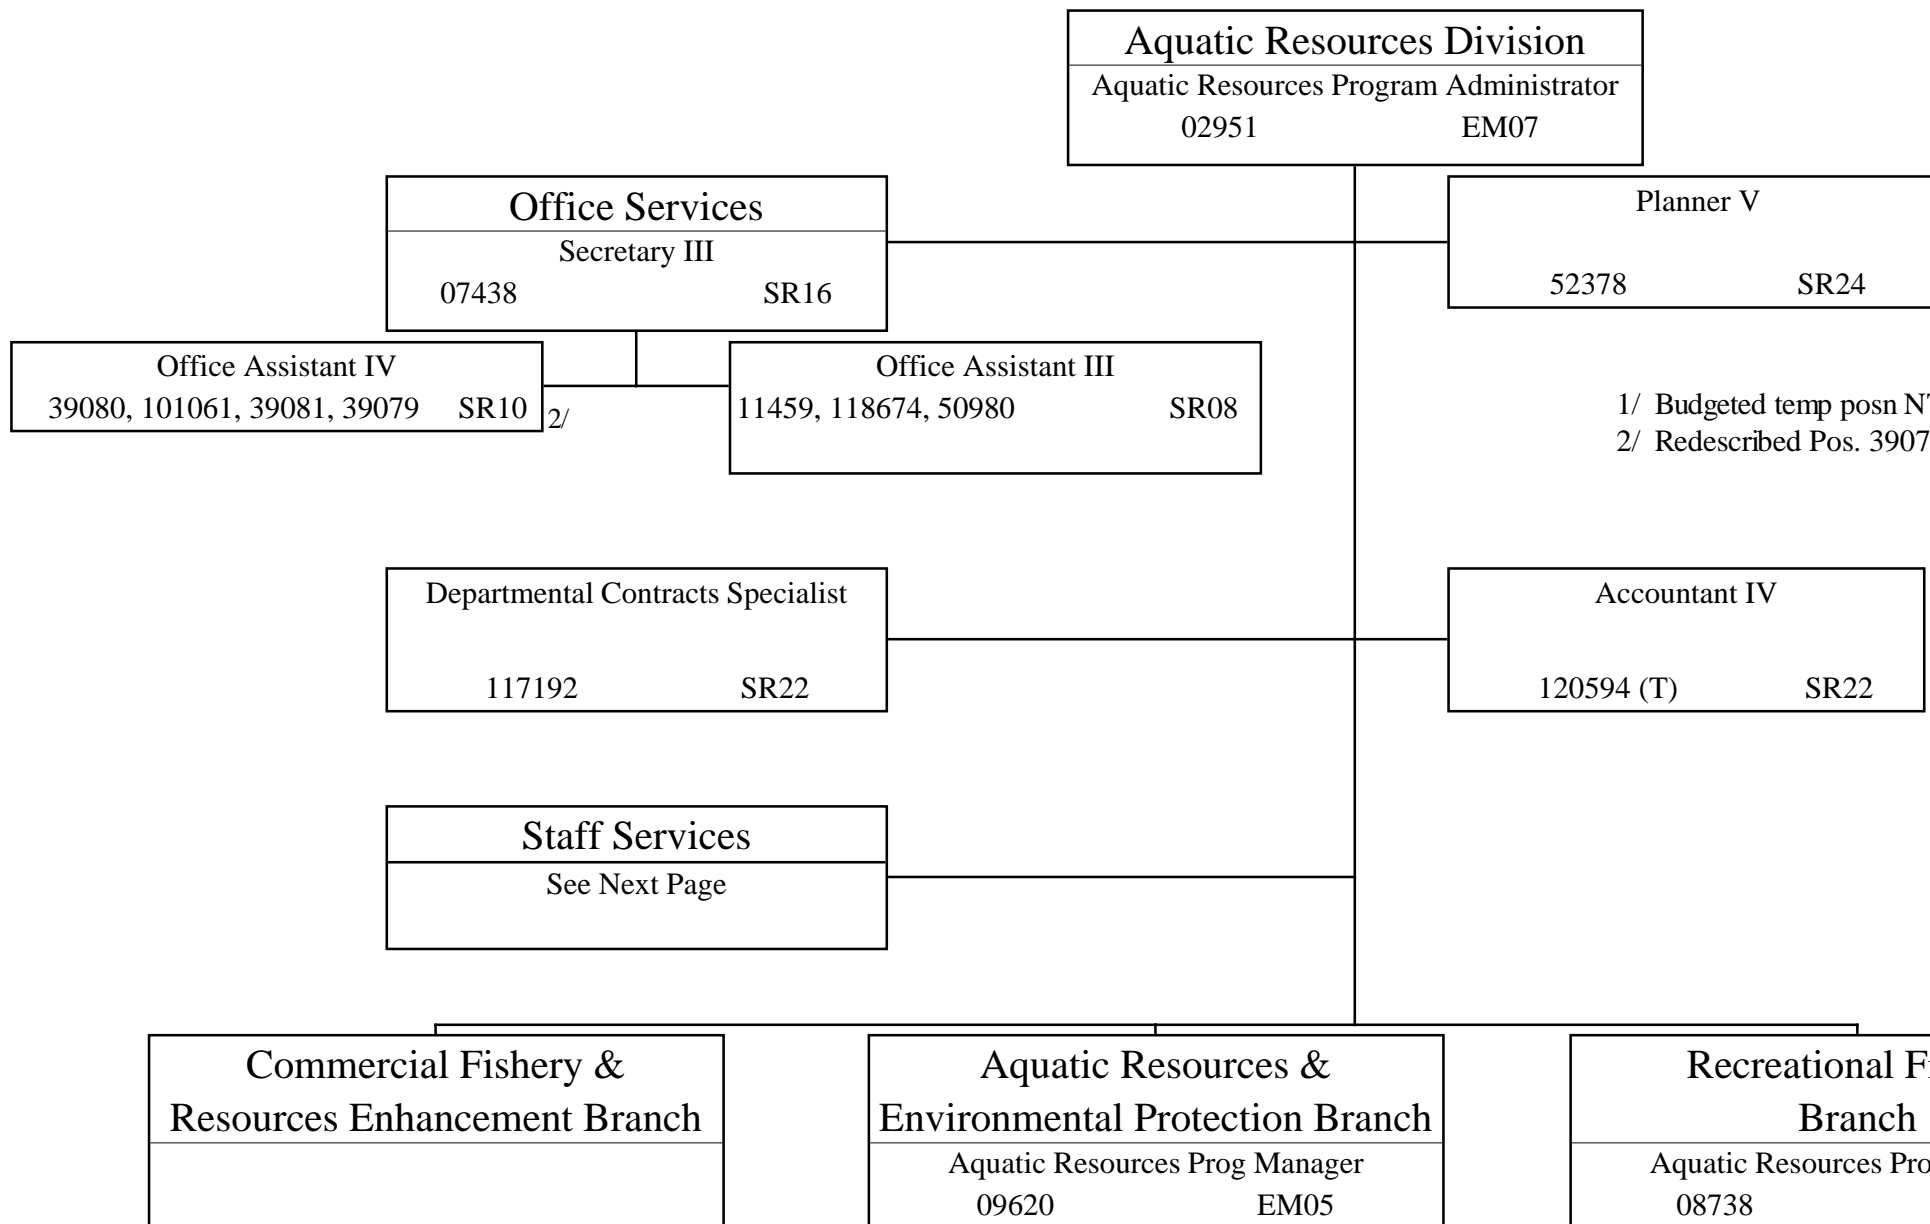 Aquatic Resources Division
Aquatic Resources Program Administrator
02951 EM07
Office Services
Secretary III
07438 SR16
Planner V
52378 SR24
Office Assistant IV
39080, 101061, 39081, 39079 SR10
2/
Office Assistant III
11459, 118674, 50980 SR08
1/ Budgeted temp posn
2/ Redescribed Pos. 3907
Departmental Contracts Specialist
117192 SR22
Accountant IV
120594 (T) SR22
Staff Services
See Next Page
Commercial Fishery &
Resources Enhancement Branch
Aquatic Resources &
Environmental Protection Branch
Aquatic Resources Prog Manager
09620 EM05
Recreational
Branch
Aquatic Resources
08738